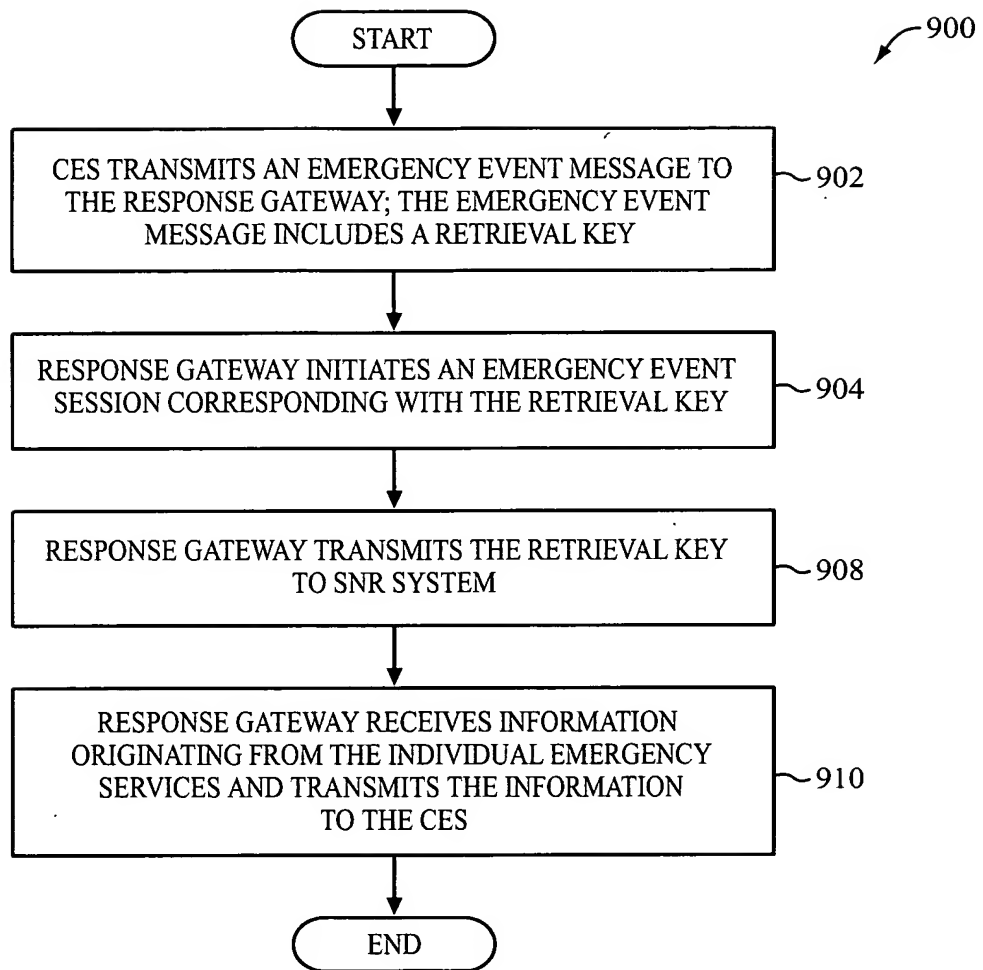 START
900
CES TRANSMITS AN EMERGENCY EVENT MESSAGE TO
THE RESPONSE GATEWAY; THE EMERGENCY EVENT
MESSAGE INCLUDES A RETRIEVAL KEY
902
RESPONSE GATEWAY INITIATES AN EMERGENCY EVENT
SESSION CORRESPONDING WITH THE RETRIEVAL KEY
904
RESPONSE GATEWAY TRANSMITS THE RETRIEVAL KEY
TO SNR SYSTEM
908
RESPONSE GATEWAY RECEIVES INFORMATION
ORIGINATING FROM THE INDIVIDUAL EMERGENCY
SERVICES AND TRANSMITS THE INFORMATION
TO THE CES
910
END